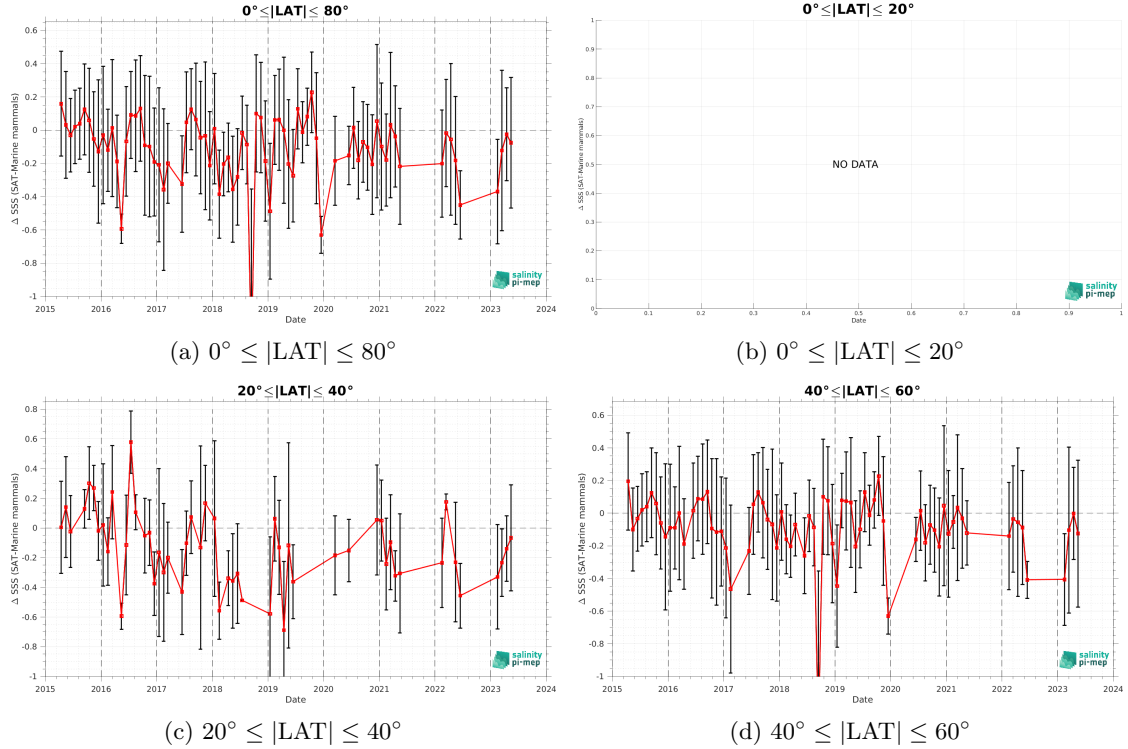 0°≤|LAT|≤ 80°
Δ SSS (SAT-Marine mammals)
0.6
0.4
0.2
0
-0.2
-0.4
-0.6
-0.8
-1
2015 2016 2017 2018 2019 2020 2021 2022 2023 2024
Date
salinity
pi-mep
(a) 0° ≤ |LAT| ≤ 80°
0°≤|LAT|≤ 20°
Δ SSS (SAT-Marine mammals)
1
0.9
0.8
0.7
0.6
0.5
0.4
0.3
0.2
0.1
0
NO DATA
0 0.1 0.2 0.3 0.4 0.5 0.6 0.7 0.8 0.9 1
Date
salinity
pi-mep
(b) 0° ≤ |LAT| ≤ 20°
20°≤|LAT|≤ 40°
Δ SSS (SAT-Marine mammals)
0.8
0.6
0.4
0.2
0
-0.2
-0.4
-0.6
-0.8
-1
2015 2016 2017 2018 2019 2020 2021 2022 2023 2024
Date
salinity
pi-mep
(c) 20° ≤ |LAT| ≤ 40°
40°≤|LAT|≤ 60°
Δ SSS (SAT-Marine mammals)
0.6
0.4
0.2
0
-0.2
-0.4
-0.6
-0.8
-1
2015 2016 2017 2018 2019 2020 2021 2022 2023 2024
Date
salinity
pi-mep
(d) 40° ≤ |LAT| ≤ 60°